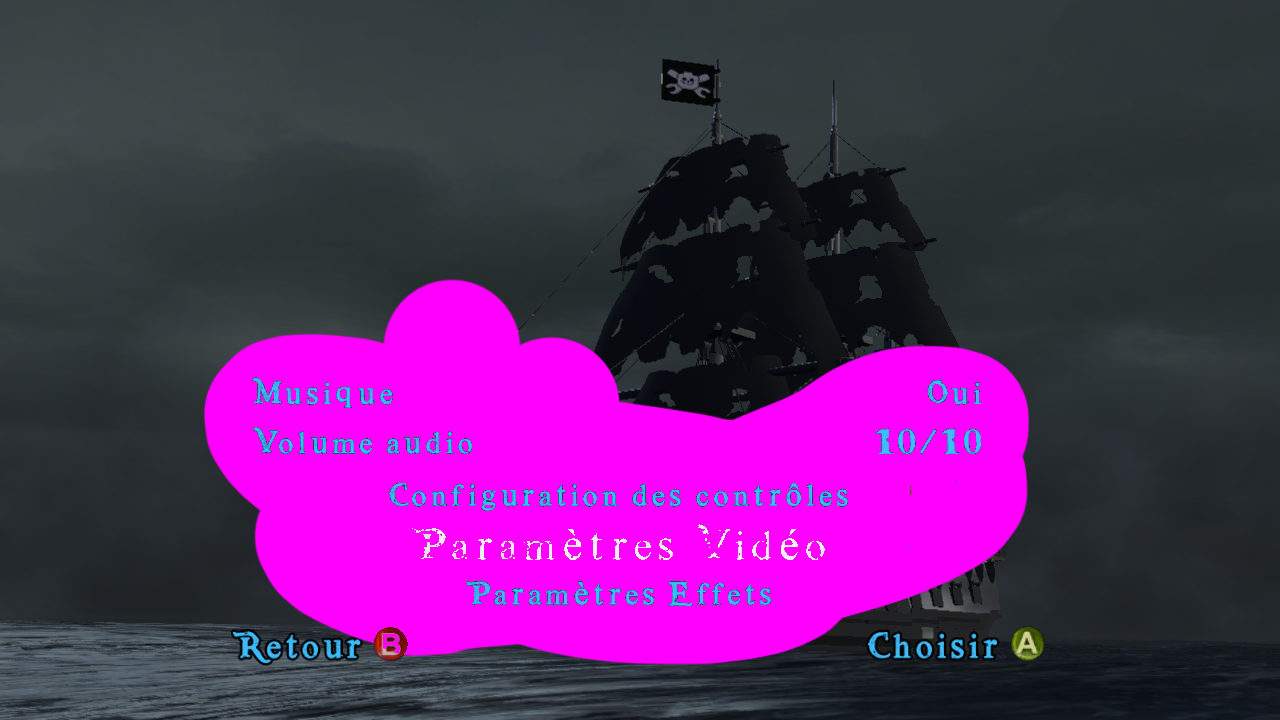 Musique Oui
Volume audio 10/10
Configuration des contrôles
Paramètres Vidéo
Paramètres Effets
Retour B Choisir A